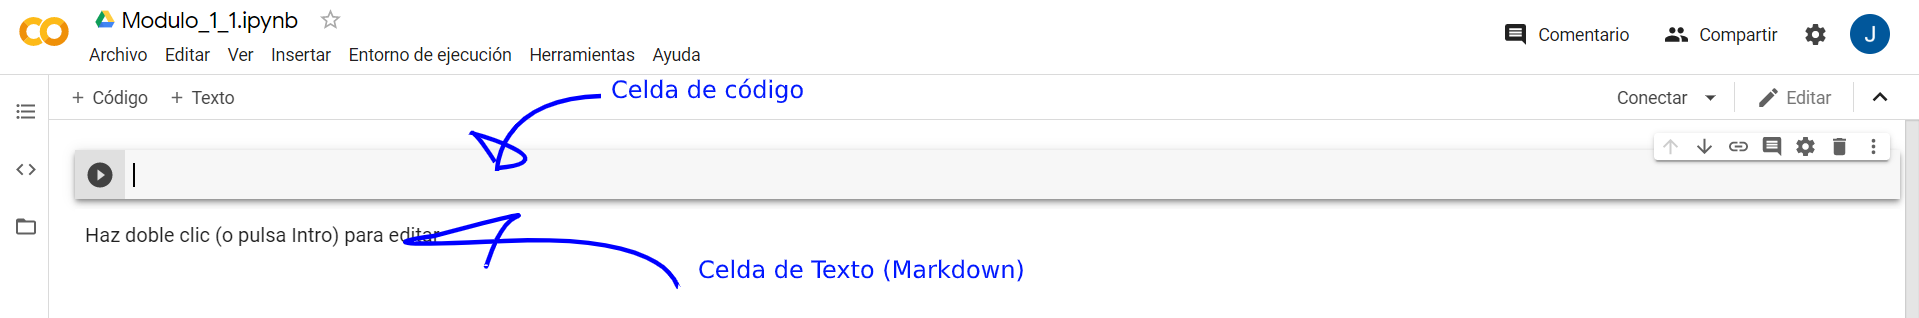 Modulo_1_1.ipynb
Archivo Editar Ver Insertar Entorno de ejecución Herramientas Ayuda
Comentario Compartir J
+ Código + Texto
Conectar Editar
Celda de código
Haz doble clic (o pulsa Intro) para editar
Celda de Texto (Markdown)